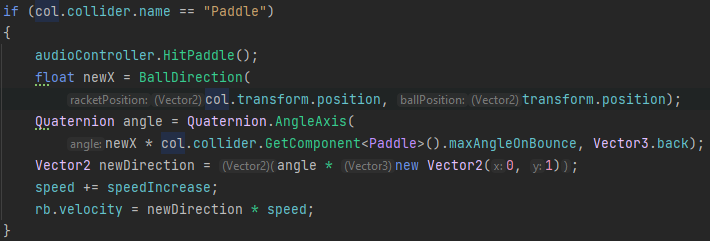 if (col.collider.name == "Paddle")
{
audioController.HitPaddle();
float newX = BallDirection(
racketPosition: (Vector2) col.transform.position, ballPosition: (Vector2) transform.position);
Quaternion angle = Quaternion.AngleAxis(
angle: newX * col.collider.GetComponent<Paddle>().maxAngleOnBounce, Vector3.back);
Vector2 newDirection = (Vector2)(angle * (Vector3) new Vector2(x: 0, y: 1));
speed += speedIncrease;
rb.velocity = newDirection * speed;
}